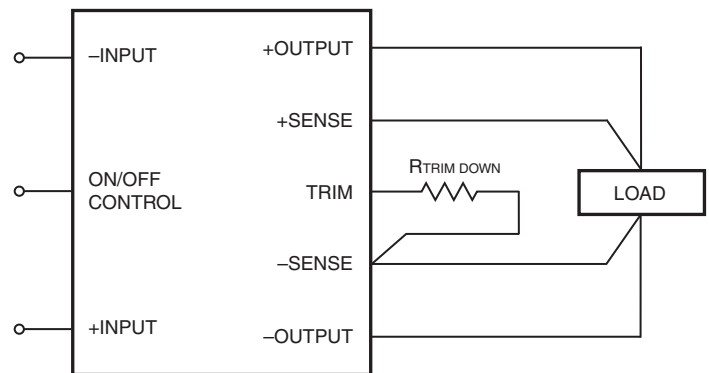 –INPUT
+OUTPUT
+SENSE
RTRIM DOWN
ON/OFF
CONTROL
TRIM
LOAD
–SENSE
+INPUT
–OUTPUT